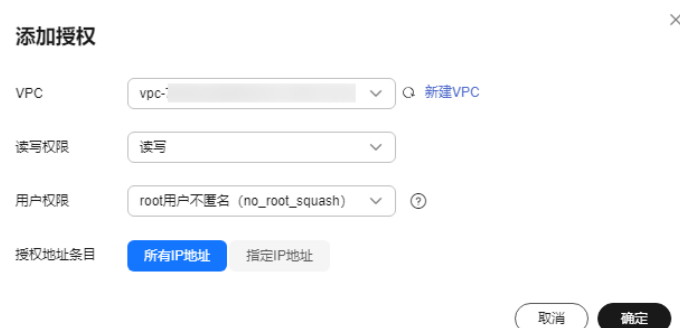 添加授权
VPC vpc- 新建VPC
读写权限 读写
用户权限 root用户不匿名（no_root_squash）
授权地址条目 所有IP地址 指定IP地址
取消 确定